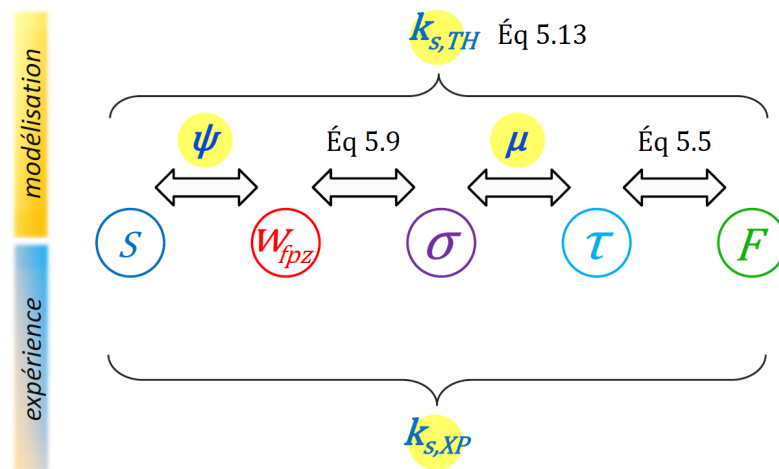 k_{s,TH} Éq 5.13
modélisation
ψ Éq 5.9 μ Éq 5.5
S W_{fpz} σ τ F
expérience
k_{s,XP}